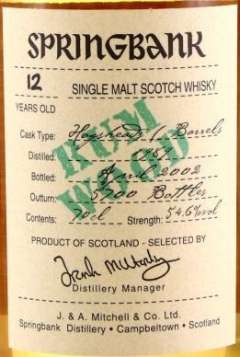 SPRINGBANK
12 SINGLE MALT SCOTCH WHISKY
YEARS OLD
RUM WOOD
Cask Type: Hogsheads / Barrels
Distilled:
Bottled: April 2002
Outturn: Bottles
Contents: 70cl Strength: 54.6%vol
PRODUCT OF SCOTLAND - SELECTED BY
Distillery Manager
J. & A. Mitchell & Co. Ltd.
Springbank Distillery • Campbeltown • Scotland